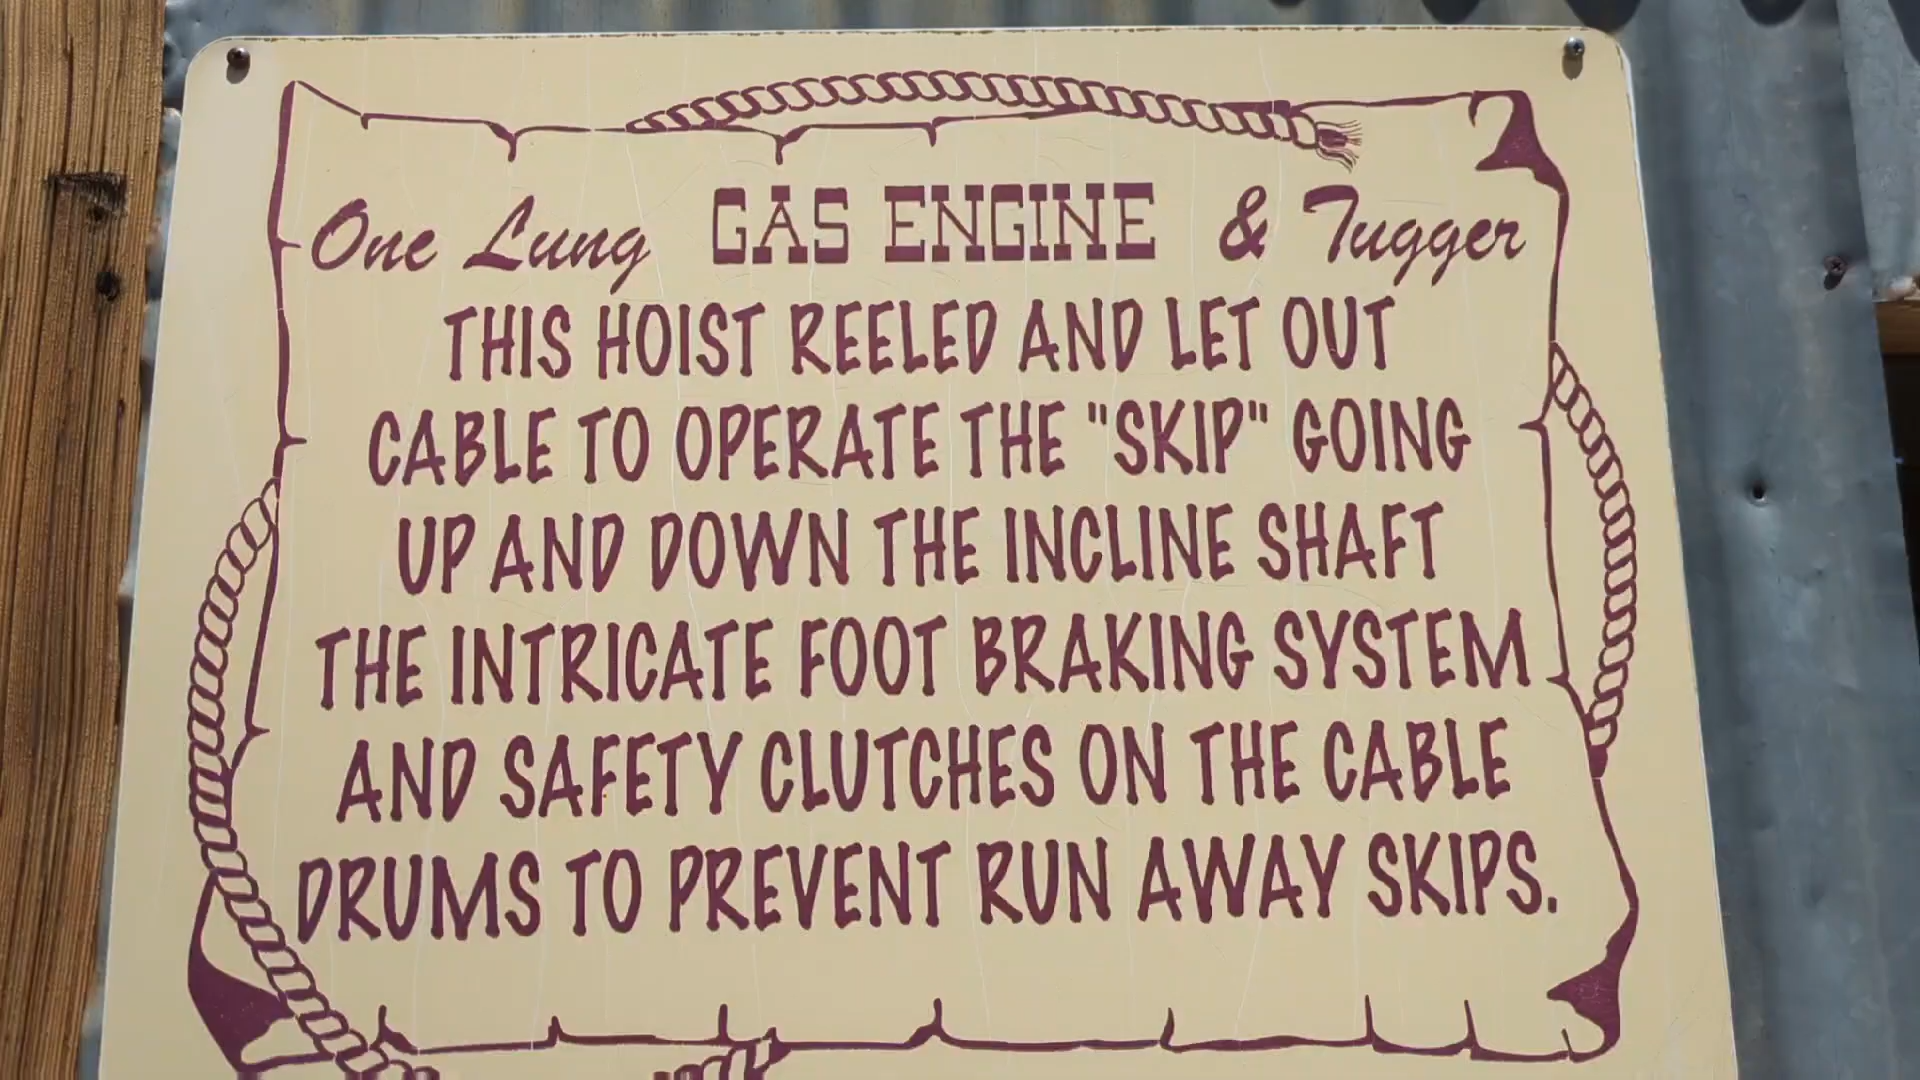 One Lung GAS ENGINE & Tugger
THIS HOIST REELED AND LET OUT
CABLE TO OPERATE THE "SKIP" GOING
UP AND DOWN THE INCLINE SHAFT
THE INTRICATE FOOT BRAKING SYSTEM
AND SAFETY CLUTCHES ON THE CABLE
DRUMS TO PREVENT RUN AWAY SKIPS.